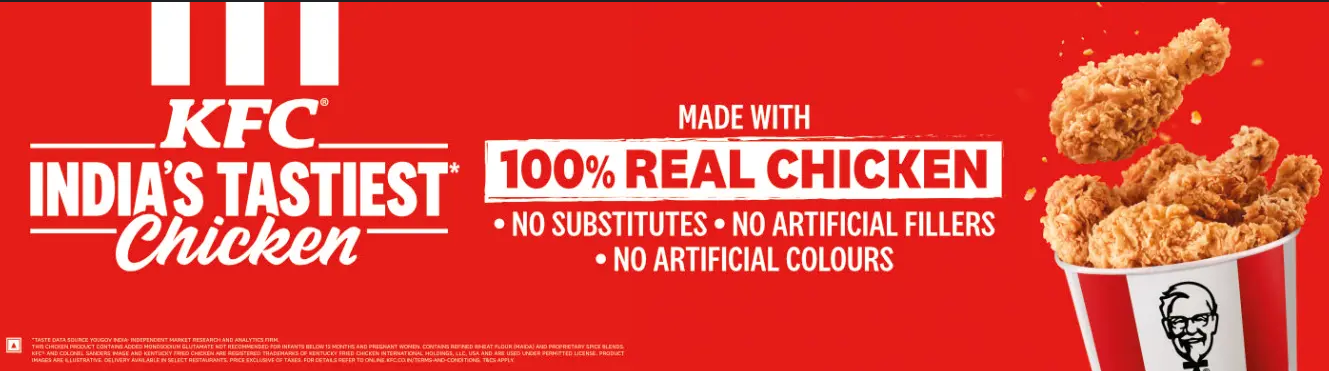 KFC®
INDIA'S TASTIEST*
Chicken
MADE WITH
100% REAL CHICKEN
• NO SUBSTITUTES • NO ARTIFICIAL FILLERS
• NO ARTIFICIAL COLOURS
*TASTE DATA SOURCE YOUGOV INDIA- INDEPENDENT MARKET RESEARCH AND ANALYTICS FIRM.
THIS CHICKEN PRODUCT CONTAINS ADDED MONOSODIUM GLUTAMATE NOT RECOMMENDED FOR INFANTS BELOW 12 MONTHS AND PREGNANT WOMEN. CONTAINS REFINED WHEAT FLOUR (MAIDA) AND PROPRIETARY SPICE BLENDS.
KFC® AND COLONEL SANDERS IMAGE AND KENTUCKY FRIED CHICKEN ARE REGISTERED TRADEMARKS OF KENTUCKY FRIED CHICKEN INTERNATIONAL HOLDINGS, LLC, USA AND ARE USED UNDER PERMITTED LICENSE. PRODUCT
IMAGES ARE ILLUSTRATIVE. DELIVERY AVAILABLE IN SELECT RESTAURANTS. PRICE EXCLUSIVE OF TAXES. FOR DETAILS REFER TO ONLINE.KFC.CO.IN/TERMS-AND-CONDITIONS. T&CS APPLY.